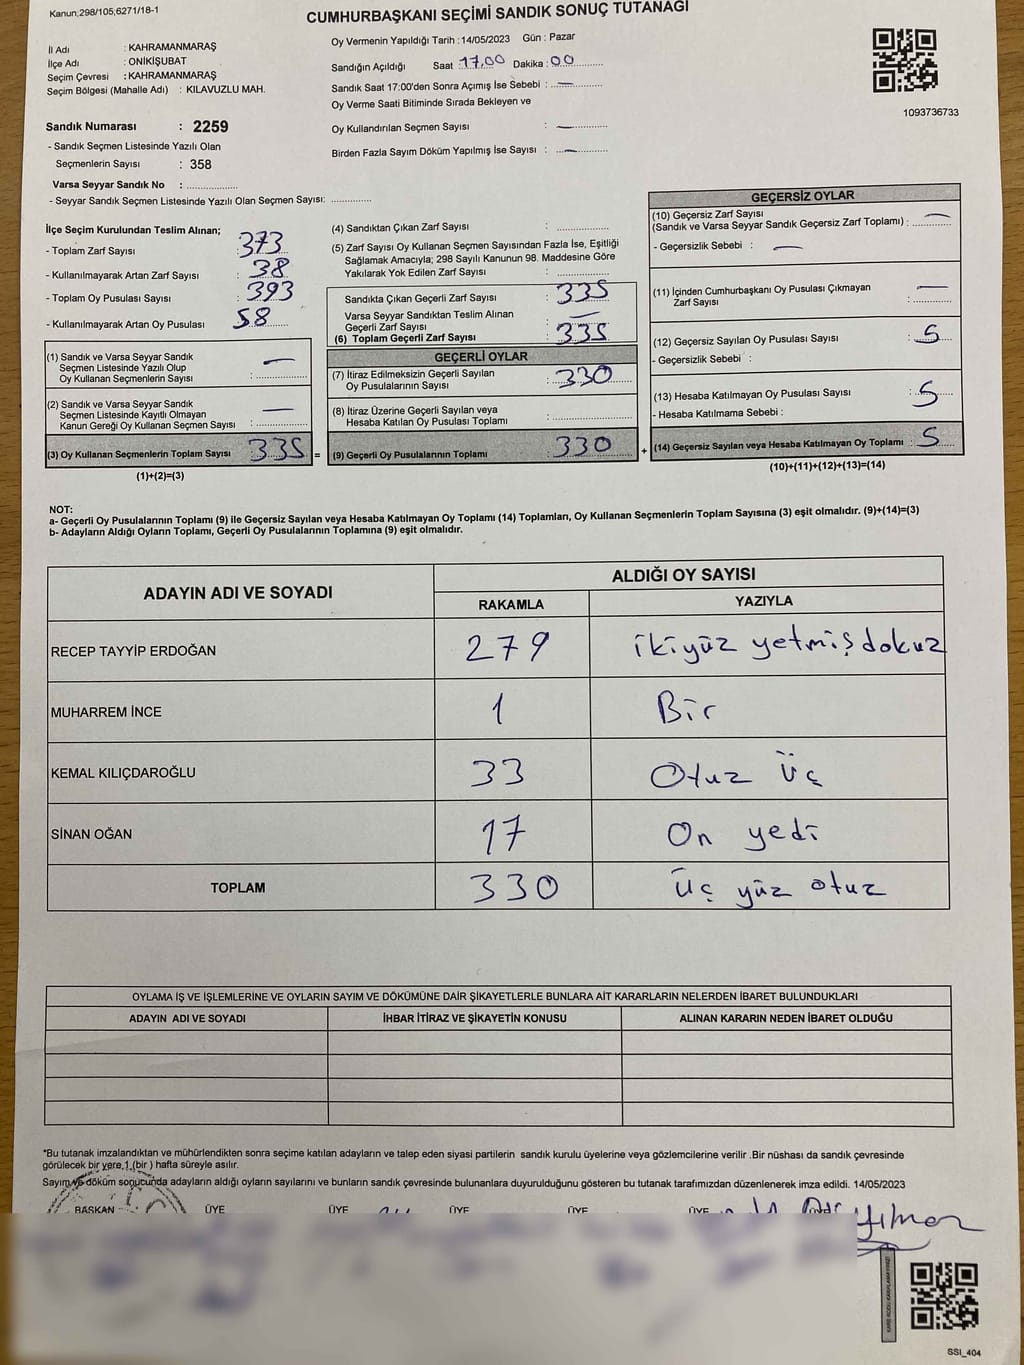 Kanun;298/105;6271/18-1
CUMHURBAŞKANI SEÇİMİ SANDIK SONUÇ TUTANAĞI
İl Adı : KAHRAMANMARAŞ
İlçe Adı : ONİKİŞUBAT
Seçim Çevresi : KAHRAMANMARAŞ
Seçim Bölgesi (Mahalle Adı) : KILAVUZLU MAH.
Oy Vermenin Yapıldığı Tarih : 14/05/2023 Gün : Pazar
Sandığın Açıldığı Saat 17.00 Dakika : 00
Sandık Saat 17:00'den Sonra Açımış İse Sebebi : —
Oy Verme Saati Bitiminde Sırada Bekleyen ve
Oy Kullandırılan Seçmen Sayısı : —
Birden Fazla Sayım Döküm Yapılmış İse Sayısı : —
1093736733
Sandık Numarası : 2259
- Sandık Seçmen Listesinde Yazılı Olan
Seçmenlerin Sayısı : 358
Varsa Seyyar Sandık No :
- Seyyar Sandık Seçmen Listesinde Yazılı Olan Seçmen Sayısı:
İlçe Seçim Kurulundan Teslim Alınan;
- Toplam Zarf Sayısı : 373
- Kullanılmayarak Artan Zarf Sayısı : 38
- Toplam Oy Pusulası Sayısı : 393
- Kullanılmayarak Artan Oy Pusulası : 58
(1) Sandık ve Varsa Seyyar Sandık
Seçmen Listesinde Yazılı Olup
Oy Kullanan Seçmenlerin Sayısı : —
(2) Sandık ve Varsa Seyyar Sandık
Seçmen Listesinde Kayıtlı Olmayan
Kanun Gereği Oy Kullanan Seçmen Sayısı : —
(3) Oy Kullanan Seçmenlerin Toplam Sayısı : 335 =
(1)+(2)=(3)
(4) Sandıktan Çıkan Zarf Sayısı :
(5) Zarf Sayısı Oy Kullanan Seçmen Sayısından Fazla İse, Eşitliği
Sağlamak Amacıyla; 298 Sayılı Kanunun 98. Maddesine Göre
Yakılarak Yok Edilen Zarf Sayısı :
Sandıkta Çıkan Geçerli Zarf Sayısı : 335
Varsa Seyyar Sandıktan Teslim Alınan
Geçerli Zarf Sayısı : —
(6) Toplam Geçerli Zarf Sayısı : 335
GEÇERLİ OYLAR
(7) İtiraz Edilmeksizin Geçerli Sayılan
Oy Pusulalarının Sayısı : 330
(8) İtiraz Üzerine Geçerli Sayılan veya
Hesaba Katılan Oy Pusulası Toplamı :
(9) Geçerli Oy Pusulalarının Toplamı : 330 +
GEÇERSİZ OYLAR
(10) Geçersiz Zarf Sayısı
(Sandık ve Varsa Seyyar Sandık Geçersiz Zarf Toplamı) : —
- Geçersizlik Sebebi : —
(11) İçinden Cumhurbaşkanı Oy Pusulası Çıkmayan
Zarf Sayısı : —
(12) Geçersiz Sayılan Oy Pusulası Sayısı : 5
- Geçersizlik Sebebi :
(13) Hesaba Katılmayan Oy Pusulası Sayısı : 5
- Hesaba Katılmama Sebebi :
(14) Geçersiz Sayılan veya Hesaba Katılmayan Oy Toplamı : 5
(10)+(11)+(12)+(13)=(14)
NOT:
a- Geçerli Oy Pusulalarının Toplamı (9) ile Geçersiz Sayılan veya Hesaba Katılmayan Oy Toplamı (14) Toplamları, Oy Kullanan Seçmenlerin Toplam Sayısına (3) eşit olmalıdır. (9)+(14)=(3)
b- Adayların Aldığı Oyların Toplamı, Geçerli Oy Pusulalarının Toplamına (9) eşit olmalıdır.
ADAYIN ADI VE SOYADI ALDIĞI OY SAYISI
RAKAMLA YAZIYLA
RECEP TAYYİP ERDOĞAN 279 ikiyüz yetmiş dokuz
MUHARREM İNCE 1 Bir
KEMAL KILIÇDAROĞLU 33 Otuz üç
SİNAN OĞAN 17 On yedi
TOPLAM 330 üç yüz otuz
OYLAMA İŞ VE İŞLEMLERİNE VE OYLARIN SAYIM VE DÖKÜMÜNE DAİR ŞİKAYETLERLE BUNLARA AİT KARARLARIN NELERDEN İBARET BULUNDUKLARI
ADAYIN ADI VE SOYADI İHBAR İTİRAZ VE ŞİKAYETİN KONUSU ALINAN KARARIN NEDEN İBARET OLDUĞU
*Bu tutanak imzalandıktan ve mühürlendikten sonra seçime katılan adayların ve talep eden siyasi partilerin sandık kurulu üyelerine veya gözlemcilerine verilir .Bir nüshası da sandık çevresinde
görülecek bir yere,1 (bir ) hafta süreyle asılır.
Sayım ve döküm sonucunda adayların aldığı oyların sayılarını ve bunların sandık çevresinde bulunanlara duyurulduğunu gösteren bu tutanak tarafımızdan düzenlenerek imza edildi. 14/05/2023
BAŞKAN ÜYE ÜYE ÜYE ÜYE ÜYE
SSI_404